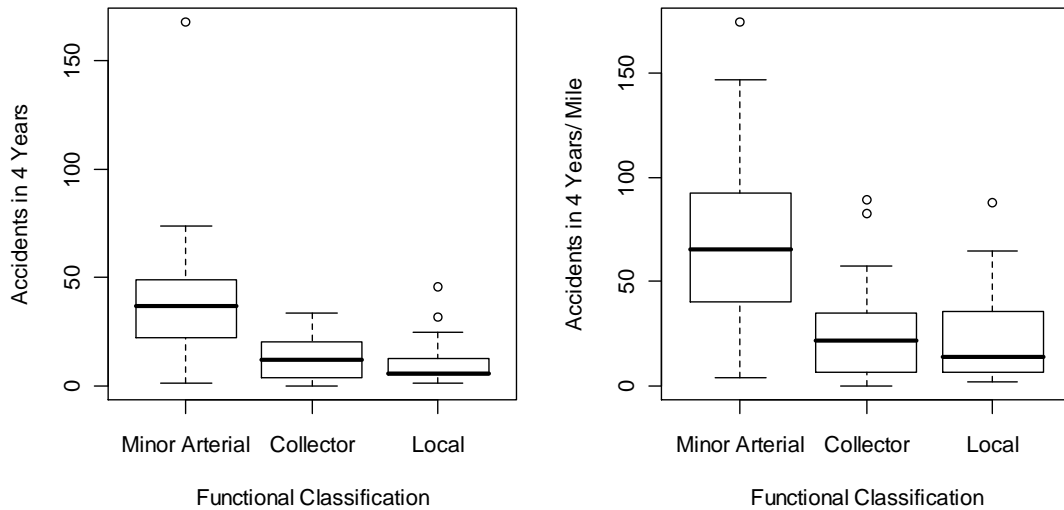 Accidents in 4 Years
150
100
50
0
Minor Arterial Collector Local
Functional Classification
Accidents in 4 Years/ Mile
150
100
50
0
Minor Arterial Collector Local
Functional Classification